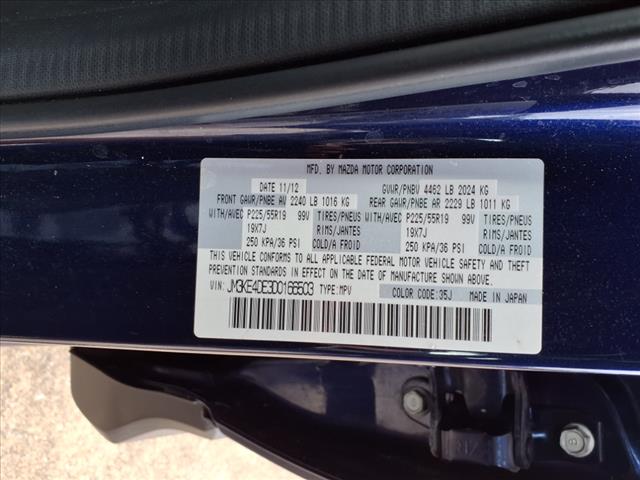 MFD. BY MAZDA MOTOR CORPORATION
DATE 11/12 GVWR/PNBV 4462 LB 2024 KG
FRONT GAWR/PNBE AV 2240 LB 1016 KG REAR GAWR/PNBE AR 2229 LB 1011 KG
WITH/AVEC P225/55R19 99V TIRES/PNEUS WITH/AVEC P225/55R19 99V TIRES/PNEUS
19X7J RIMS/JANTES 19X7J RIMS/JANTES
250 KPA/36 PSI COLD/A FROID 250 KPA/36 PSI COLD/A FROID
THIS VEHICLE CONFORMS TO ALL APPLICABLE FEDERAL MOTOR VEHICLE SAFETY AND THEFT
PREVENTION STANDARDS IN EFFECT ON THE DATE OF MANUFACTURE SHOWN ABOVE.
VIN: JM3KE4DE3D0166503 TYPE: MPV COLOR CODE: 35J MADE IN JAPAN